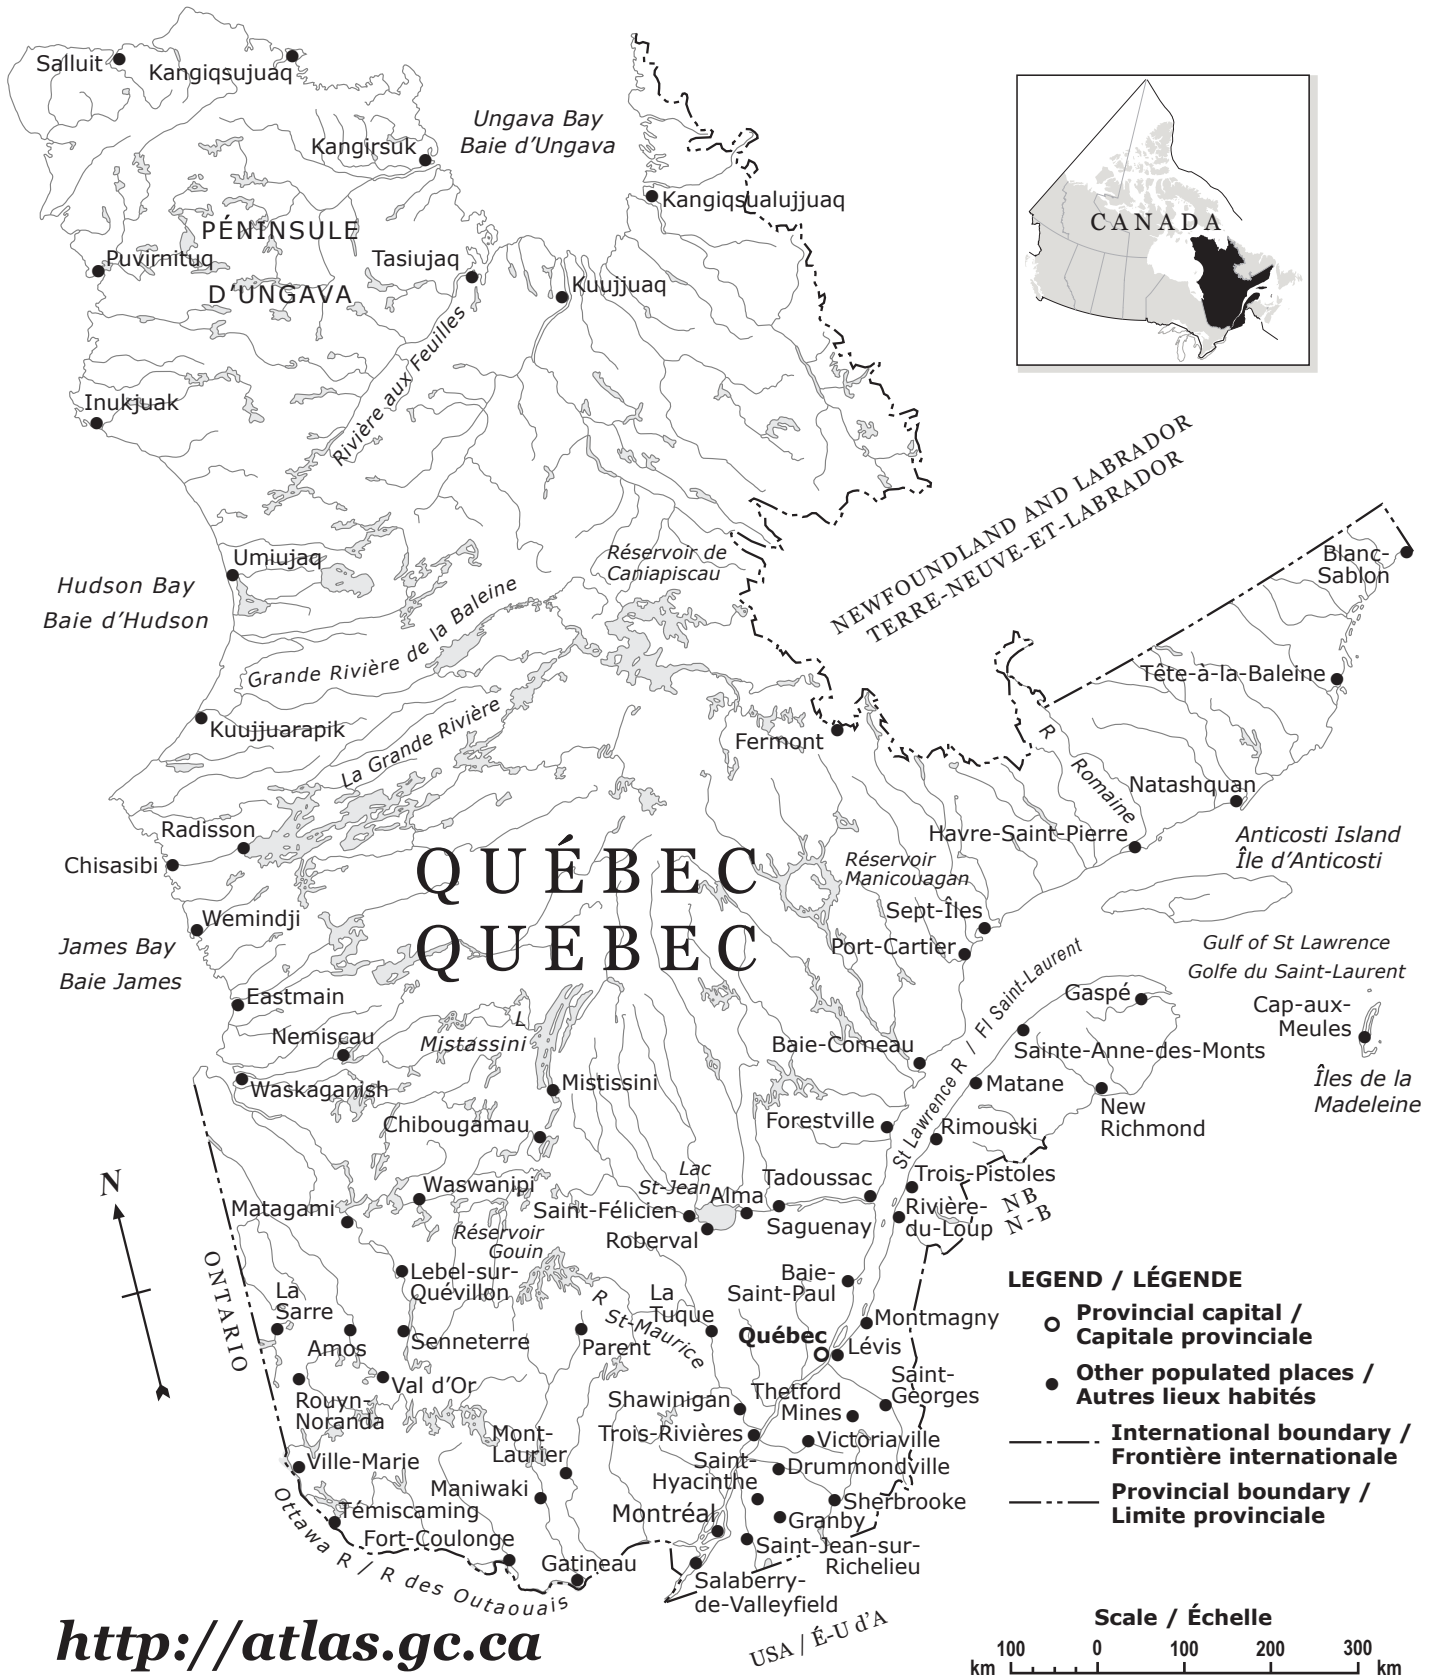 Salluit
Kangiqsujuaq
Ungava Bay
Baie d'Ungava
Kangirsuk
Kangiqsualujjuaq
PÉNINSULE
D'UNGAVA
Puvirnituq
Tasiujaq
Kuujjuaq
CANADA
Rivière aux Feuilles
Inukjuak
NEWFOUNDLAND AND LABRADOR
TERRE-NEUVE-ET-LABRADOR
Umiujaq
Réservoir de
Caniapiscau
Blanc-
Sablon
Hudson Bay
Baie d'Hudson
Grande Rivière de la Baleine
Tête-à-la-Baleine
Kuujjuarapik
La Grande Rivière
Fermont
R Romaine
Natashquan
Radisson
Chisasibi
Havre-Saint-Pierre
Anticosti Island
Île d'Anticosti
QUÉBEC
QUEBEC
Réservoir
Manicouagan
Sept-Îles
Port-Cartier
Wemindji
James Bay
Baie James
Gulf of St Lawrence
Golfe du Saint-Laurent
St Lawrence R / Fl Saint-Laurent
Gaspé
Cap-aux-
Meules
Eastmain
Nemiscau
L
Mistassini
Baie-Comeau
Sainte-Anne-des-Monts
Îles de la
Madeleine
Waskaganish
Mistissini
Matane
New
Richmond
Chibougamau
Forestville
Rimouski
N
Waswanipi
Matagami
Lac
St-Jean
Alma
Tadoussac
Trois-Pistoles
Saint-Félicien
Roberval
Saguenay
Rivière-
du-Loup
NB
N-B
Réservoir
Gouin
Lebel-sur-
Quévillon
Baie-
Saint-Paul
ONTARIO
La
Sarre
Amos
Senneterre
Parent
R St-Maurice
La
Tuque
Québec
Montmagny
Lévis
Rouyn-
Noranda
Val d'Or
Shawinigan
Thetford
Mines
Saint-
Georges
Trois-Rivières
Victoriaville
Mont-
Laurier
Ville-Marie
Saint-
Hyacinthe
Drummondville
Maniwaki
Montréal
Sherbrooke
Témiscaming
Granby
Fort-Coulonge
Saint-Jean-sur-
Richelieu
Gatineau
Salaberry-
de-Valleyfield
Ottawa R / R des Outaouais
USA / É-U d'A
LEGEND / LÉGENDE
Provincial capital /
Capitale provinciale
Other populated places /
Autres lieux habités
International boundary /
Frontière internationale
Provincial boundary /
Limite provinciale
Scale / Échelle
100 0 100 200 300
km km
http://atlas.gc.ca